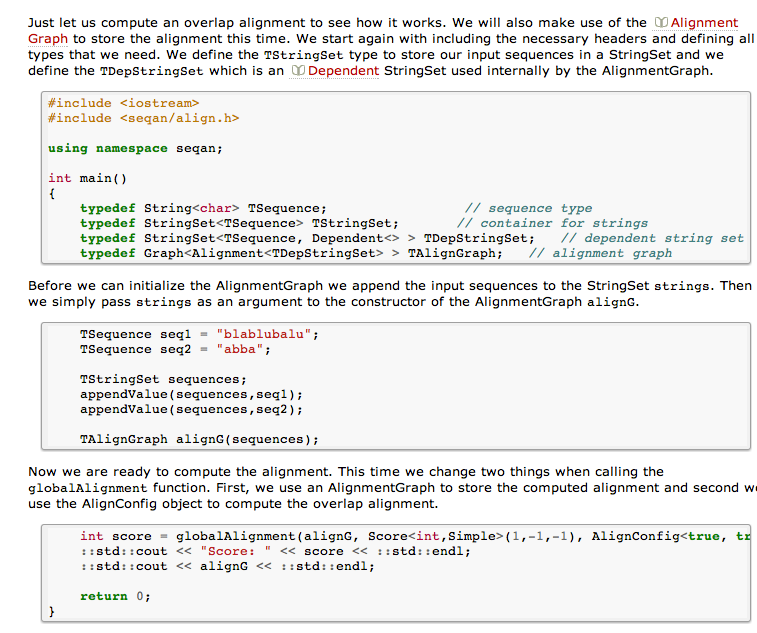 Just let us compute an overlap alignment to see how it works. We will also make use of the Alignment
Graph to store the alignment this time. We start again with including the necessary headers and defining all
types that we need. We define the TStringSet type to store our input sequences in a StringSet and we
define the TDepStringSet which is an Dependent StringSet used internally by the AlignmentGraph.
#include <iostream>
#include <seqan/align.h>
using namespace seqan;
int main()
{
typedef String<char> TSequence; // sequence type
typedef StringSet<TSequence> TStringSet; // container for strings
typedef StringSet<TSequence, Dependent<> > TDepStringSet; // dependent string set
typedef Graph<Alignment<TDepStringSet> > TAlignGraph; // alignment graph
Before we can initialize the AlignmentGraph we append the input sequences to the StringSet strings. Then
we simply pass strings as an argument to the constructor of the AlignmentGraph alignG.
TSequence seq1 = "blablubalu";
TSequence seq2 = "abba";
TStringSet sequences;
appendValue(sequences,seq1);
appendValue(sequences,seq2);
TAlignGraph alignG(sequences);
Now we are ready to compute the alignment. This time we change two things when calling the
globalAlignment function. First, we use an AlignmentGraph to store the computed alignment and second we
use the AlignConfig object to compute the overlap alignment.
int score = globalAlignment(alignG, Score<int,Simple>(1,-1,-1), AlignConfig<true, tr
::std::cout << "Score: " << score << ::std::endl;
::std::cout << alignG << ::std::endl;
return 0;
}